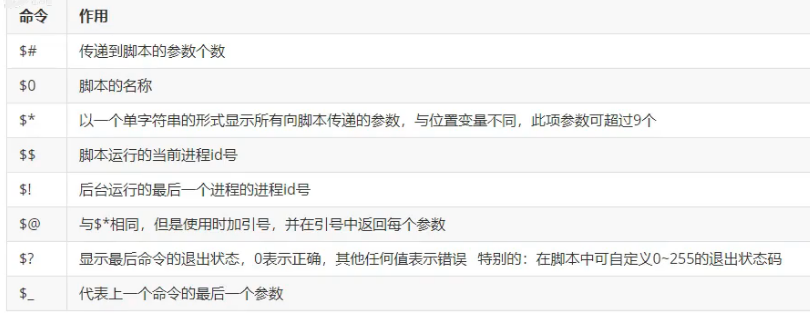 命令 作用
$# 传递到脚本的参数个数
$0 脚本的名称
$* 以一个单字符串的形式显示所有向脚本传递的参数，与位置变量不同，此项参数可超过9个
$$ 脚本运行的当前进程id号
$! 后台运行的最后一个进程的进程id号
$@ 与$*相同，但是使用时加引号，并在引号中返回每个参数
$? 显示最后命令的退出状态，0表示正确，其他任何值表示错误 特别的：在脚本中可自定义0~255的退出状态码
$_ 代表上一个命令的最后一个参数